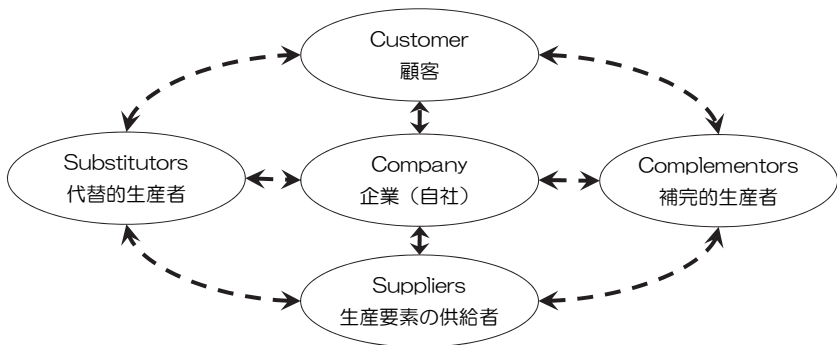 Customer
顧客
Substitutors
代替的生産者
Company
企業（自社）
Complementors
補完的生産者
Suppliers
生産要素の供給者